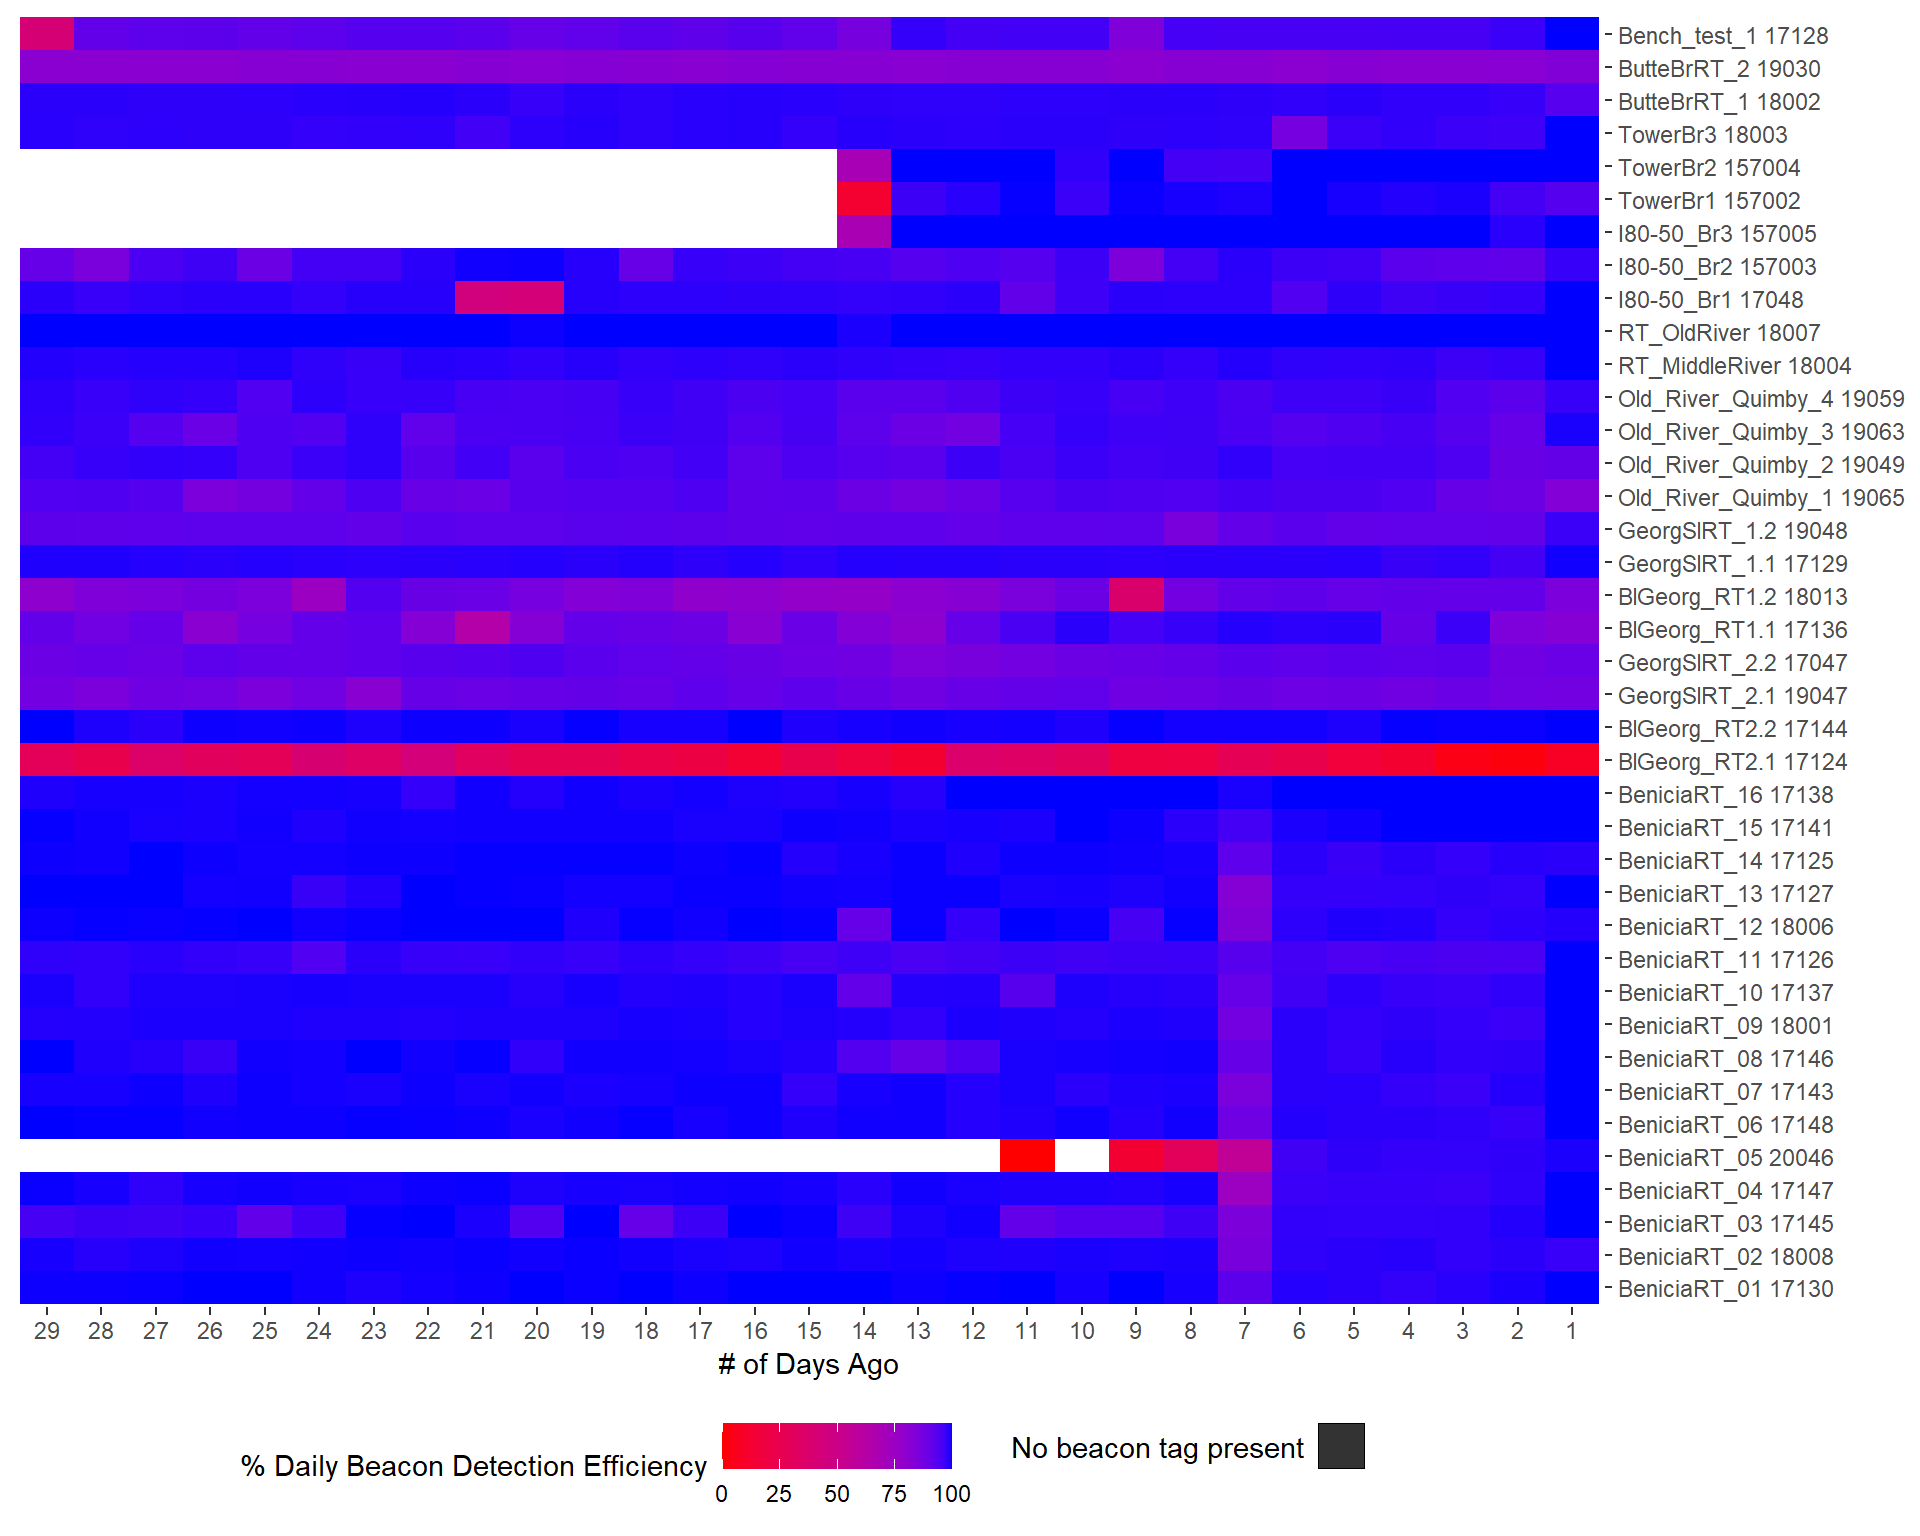 Bench_test_1 17128
ButteBrRT_2 19030
ButteBrRT_1 18002
TowerBr3 18003
TowerBr2 157004
TowerBr1 157002
I80-50_Br3 157005
I80-50_Br2 157003
I80-50_Br1 17048
RT_OldRiver 18007
RT_MiddleRiver 18004
Old_River_Quimby_4 19059
Old_River_Quimby_3 19063
Old_River_Quimby_2 19049
Old_River_Quimby_1 19065
GeorgSlRT_1.2 19048
GeorgSlRT_1.1 17129
BlGeorg_RT1.2 18013
BlGeorg_RT1.1 17136
GeorgSlRT_2.2 17047
GeorgSlRT_2.1 19047
BlGeorg_RT2.2 17144
BlGeorg_RT2.1 17124
BeniciaRT_16 17138
BeniciaRT_15 17141
BeniciaRT_14 17125
BeniciaRT_13 17127
BeniciaRT_12 18006
BeniciaRT_11 17126
BeniciaRT_10 17137
BeniciaRT_09 18001
BeniciaRT_08 17146
BeniciaRT_07 17143
BeniciaRT_06 17148
BeniciaRT_05 20046
BeniciaRT_04 17147
BeniciaRT_03 17145
BeniciaRT_02 18008
BeniciaRT_01 17130
29 28 27 26 25 24 23 22 21 20 19 18 17 16 15 14 13 12 11 10 9 8 7 6 5 4 3 2 1
# of Days Ago
% Daily Beacon Detection Efficiency
0 25 50 75 100
No beacon tag present